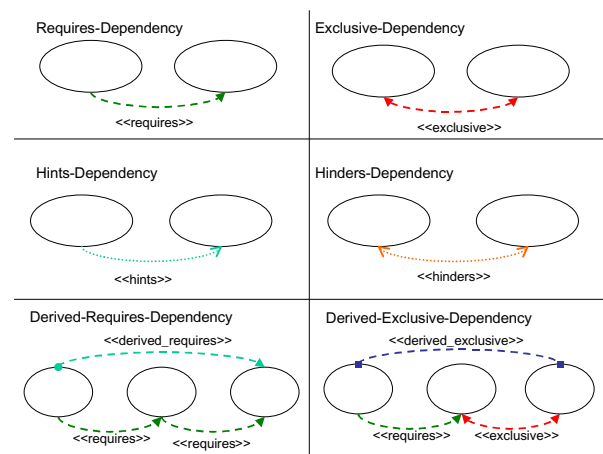 Requires-Dependency
<<requires>>
Exclusive-Dependency
<<exclusive>>
Hints-Dependency
<<hints>>
Hinders-Dependency
<<hinders>>
Derived-Requires-Dependency
<<derived_requires>>
<<requires>> <<requires>>
Derived-Exclusive-Dependency
<<derived_exclusive>>
<<requires>> <<exclusive>>